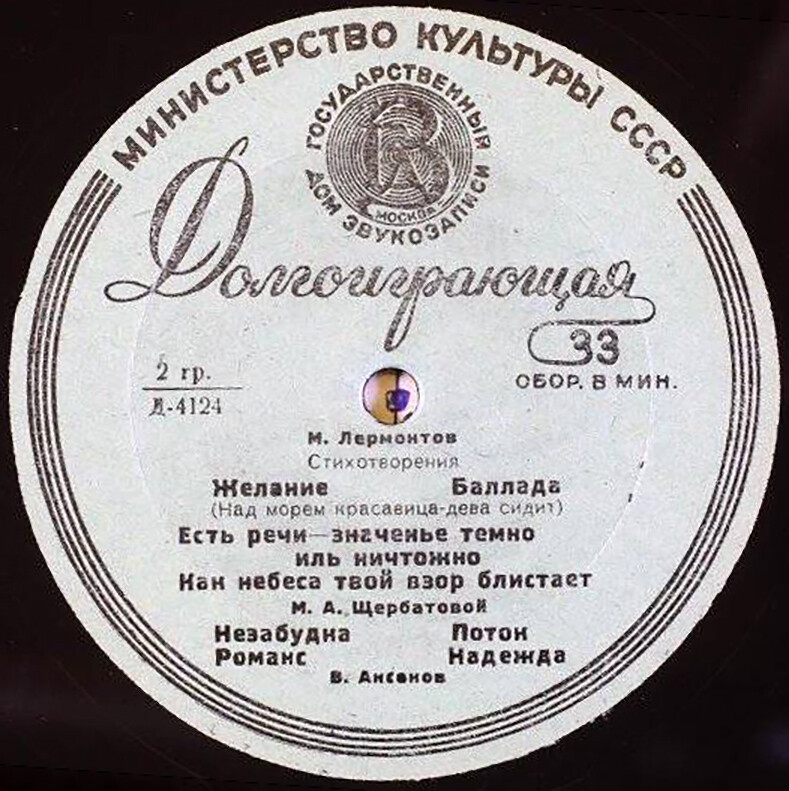 МИНИСТЕРСТВО КУЛЬТУРЫ СССР
ГОСУДАРСТВЕННЫЙ
ДОМ ЗВУКОЗАПИСИ
МОСКВА
Долгоиграющая
33
ОБОР. В МИН.
2 гр.
Д-4124
М. Лермонтов
Стихотворения
Желание Баллада
(Над морем красавица-дева сидит)
Есть речи—значенье темно
иль ничтожно
Как небеса твой взор блистает
М. А. Щербатовой
Незабудка Поток
Романс Надежда
В. Аксенов